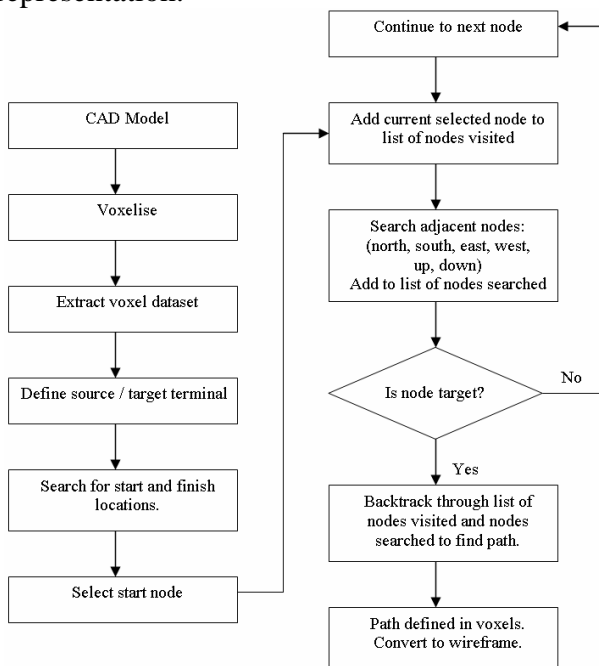 representation.
CAD Model
Voxelise
Extract voxel dataset
Define source / target terminal
Search for start and finish
locations.
Select start node
Continue to next node
Add current selected node to
list of nodes visited
Search adjacent nodes:
(north, south, east, west,
up, down)
Add to list of nodes searched
Is node target?
No
Yes
Backtrack through list of
nodes visited and nodes
searched to find path.
Path defined in voxels.
Convert to wireframe.